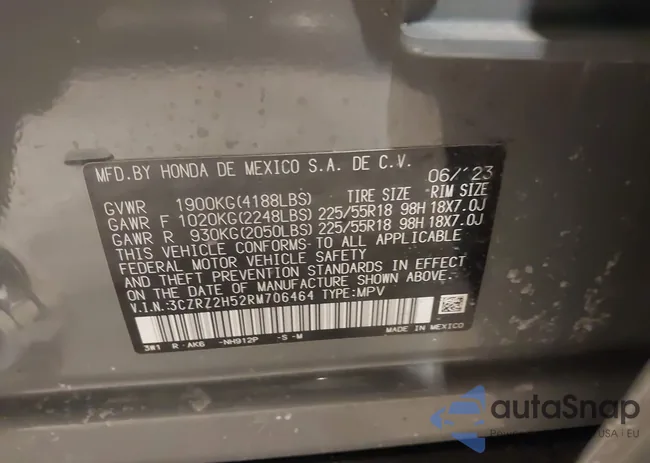 MFD.BY HONDA DE MEXICO S.A. DE C.V. 06/'23
GVWR 1900KG(4188LBS) TIRE SIZE RIM SIZE
GAWR F 1020KG(2248LBS) 225/55R18 98H 18X7.0J
GAWR R 930KG(2050LBS) 225/55R18 98H 18X7.0J
THIS VEHICLE CONFORMS TO ALL APPLICABLE
FEDERAL MOTOR VEHICLE SAFETY
AND THEFT PREVENTION STANDARDS IN EFFECT
ON THE DATE OF MANUFACTURE SHOWN ABOVE.
V.I.N.:3CZRZ2H52RM706464 TYPE:MPV
MADE IN MEXICO
3W1 R-AK6 -NH912P -S-M
autoSnap
USA | EU